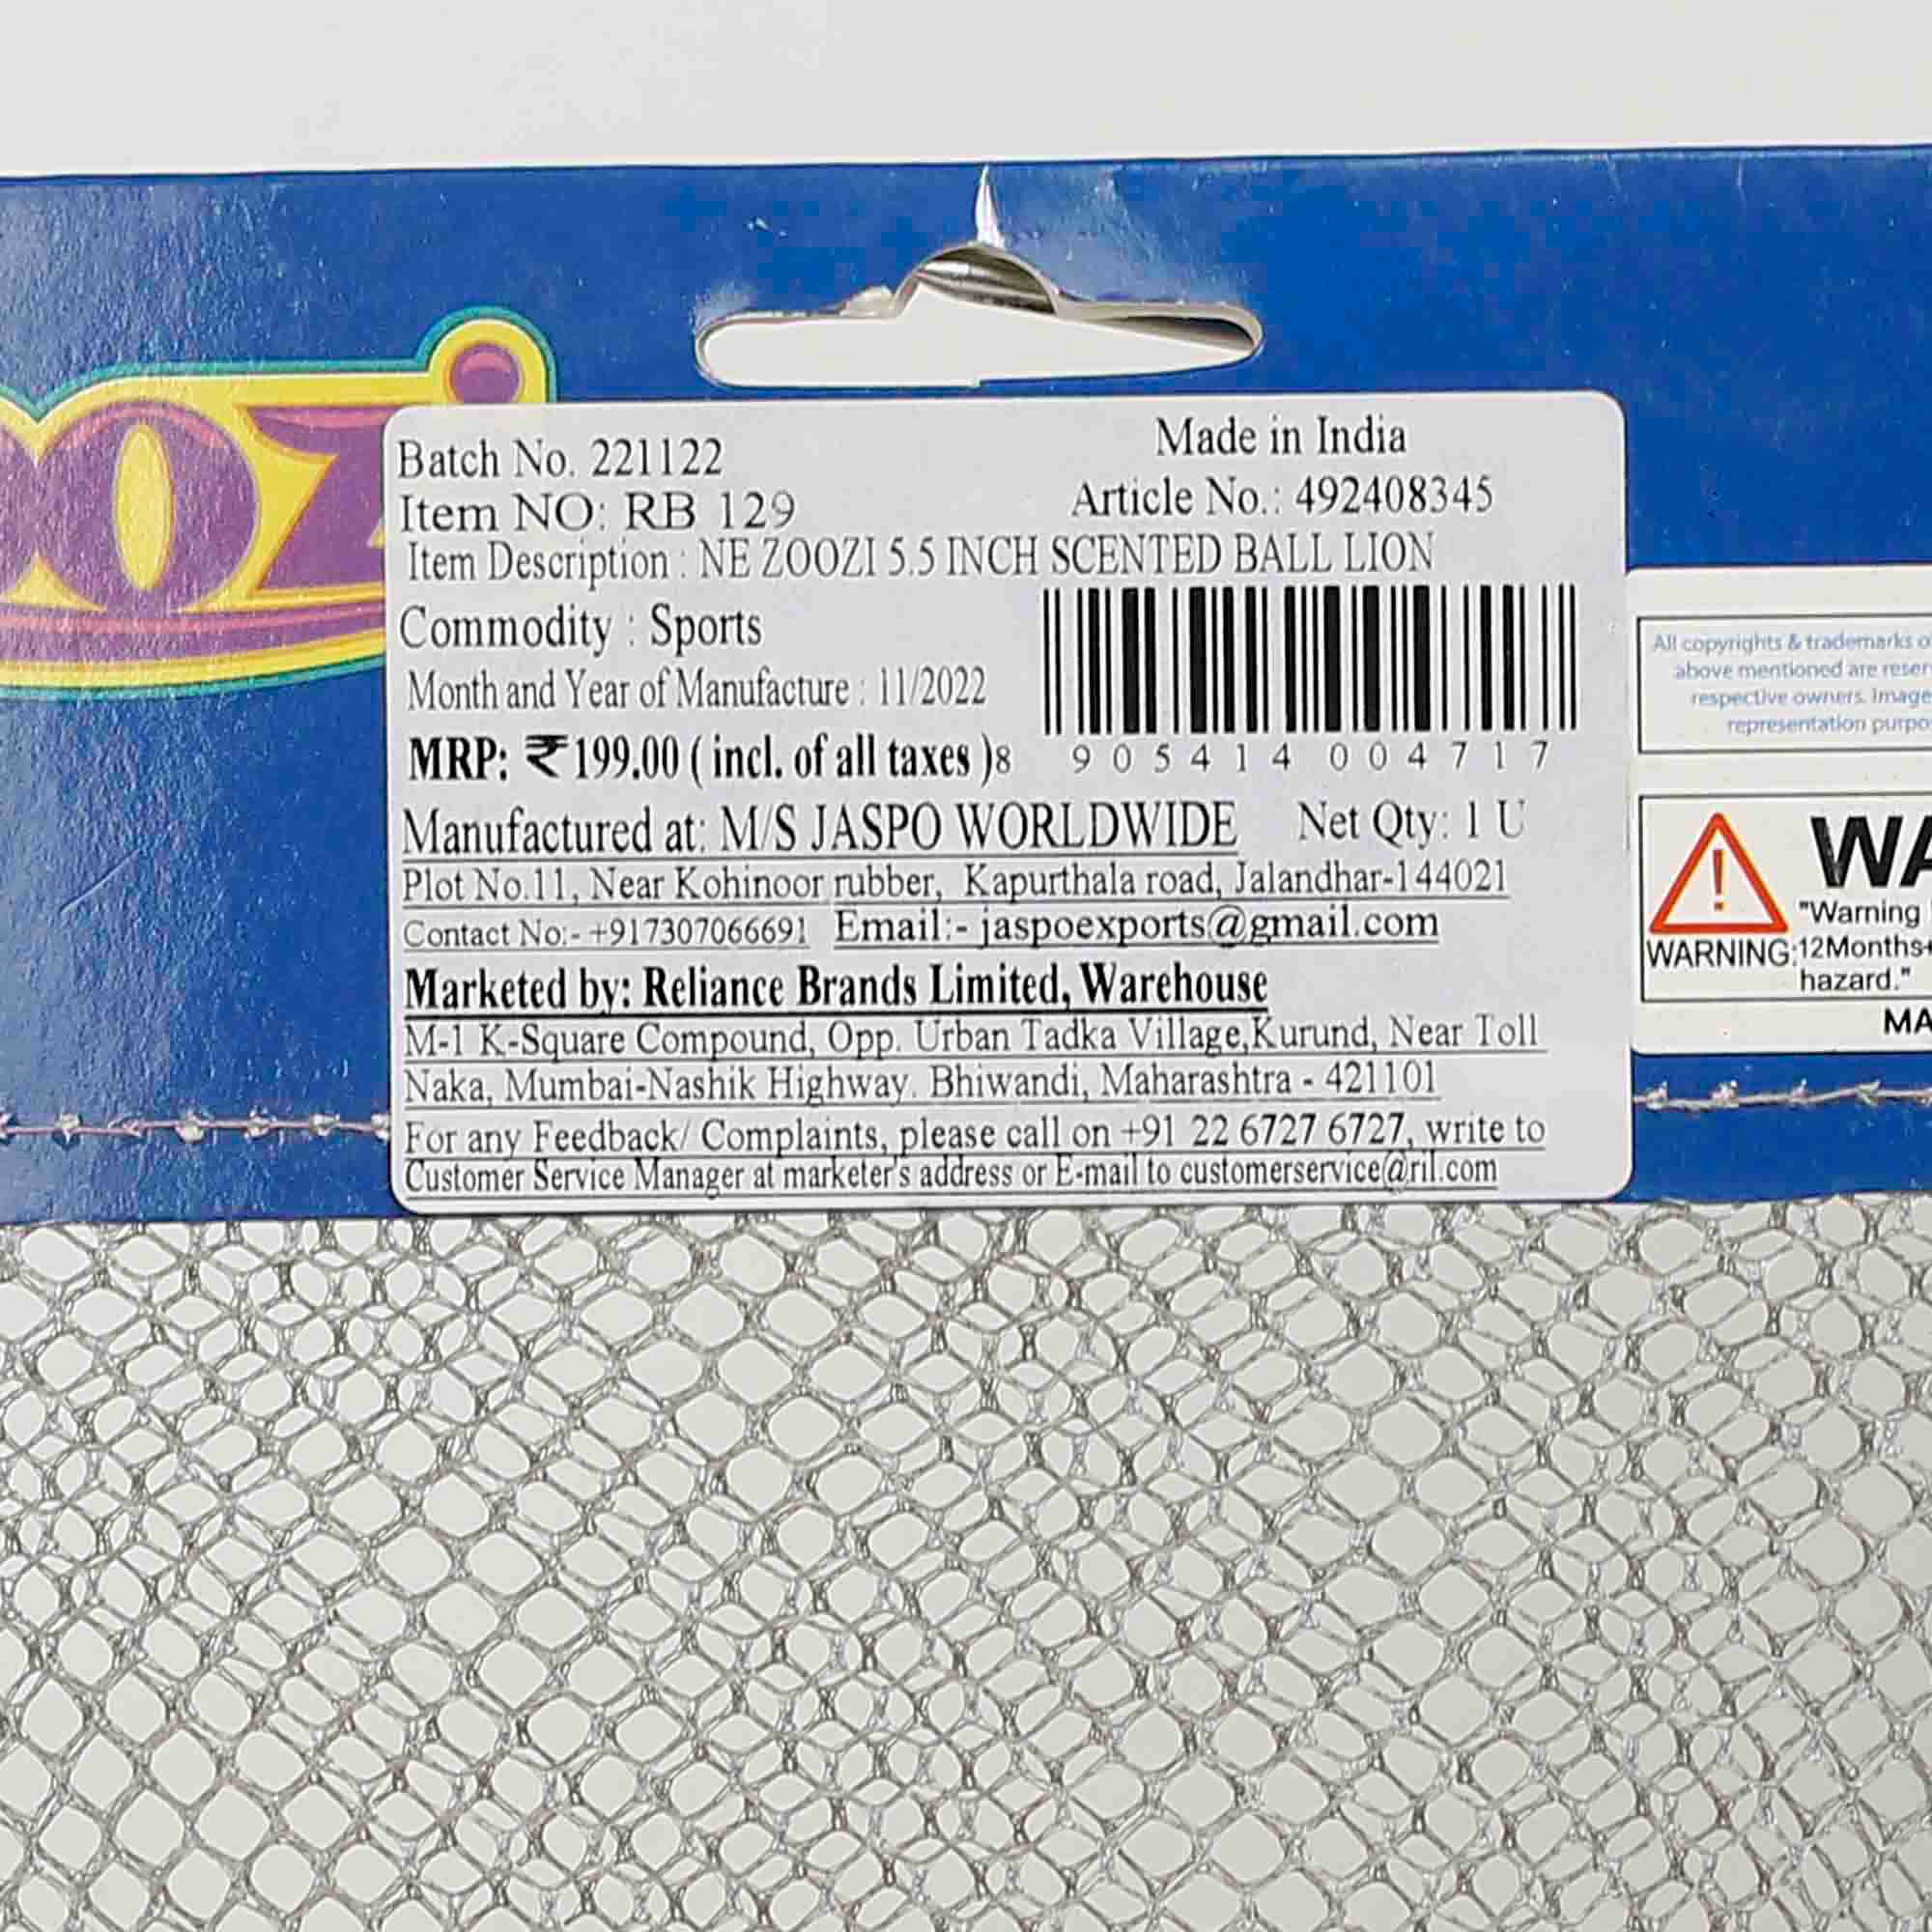 OZi
Batch No. 221122
Made in India
Item NO: RB 129
Article No.: 492408345
Item Description : NE ZOOZI 5.5 INCH SCENTED BALL LION
Commodity : Sports
Month and Year of Manufacture : 11/2022
MRP: ₹199.00 ( incl. of all taxes )
8 905414 004717
Manufactured at: M/S JASPO WORLDWIDE Net Qty: 1 U
Plot No.11, Near Kohinoor rubber, Kapurthala road, Jalandhar-144021
Contact No:- +917307066691 Email:- jaspoexports@gmail.com
Marketed by: Reliance Brands Limited, Warehouse
M-1 K-Square Compound, Opp. Urban Tadka Village,Kurund, Near Toll
Naka, Mumbai-Nashik Highway. Bhiwandi, Maharashtra - 421101
For any Feedback/ Complaints, please call on +91 22 6727 6727, write to
Customer Service Manager at marketer's address or E-mail to customerservice@ril.com
All copyrights & trademarks
above mentioned are
respective owners.
representation
"Warning
WARNING:12Months
hazard."